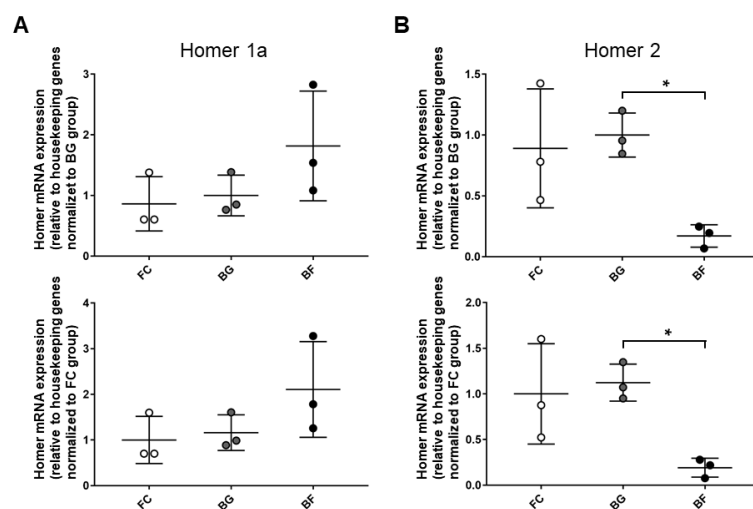 A
Homer 1a
Homer mRNA expression
(relative to housekeeping genes
normalizet to BG group)
3
2
1
0
FC
BG
BF
B
Homer 2
Homer mRNA expression
(relative to housekeeping genes
normalizet to BG group)
1.5
1.0
0.5
0.0
*
FC
BG
BF
Homer mRNA expression
(relative to housekeeping genes
normalized to FC group)
4
3
2
1
0
FC
BG
BF
Homer mRNA expression
(relative to housekeeping genes
normalized to FC group)
2.0
1.5
1.0
0.5
0.0
*
FC
BG
BF